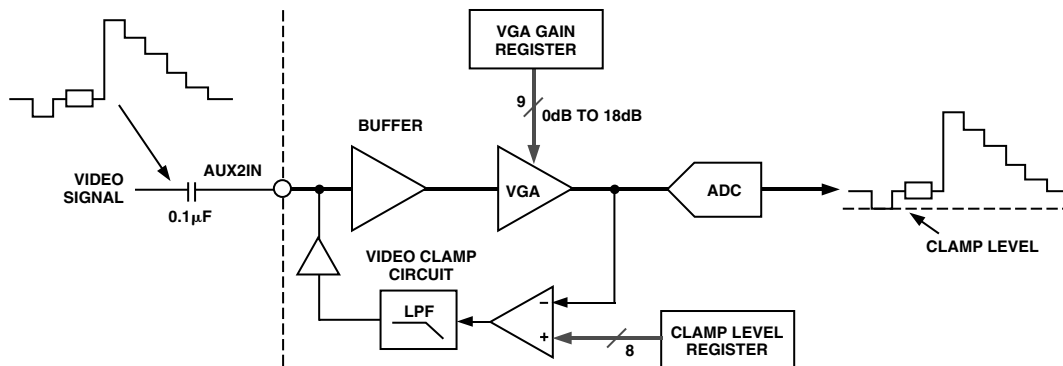 VGA GAIN
REGISTER
9
0dB TO 18dB
BUFFER
AUX2IN
VIDEO
SIGNAL
0.1μF
VGA
ADC
CLAMP LEVEL
VIDEO CLAMP
CIRCUIT
LPF
–
+
8
CLAMP LEVEL
REGISTER